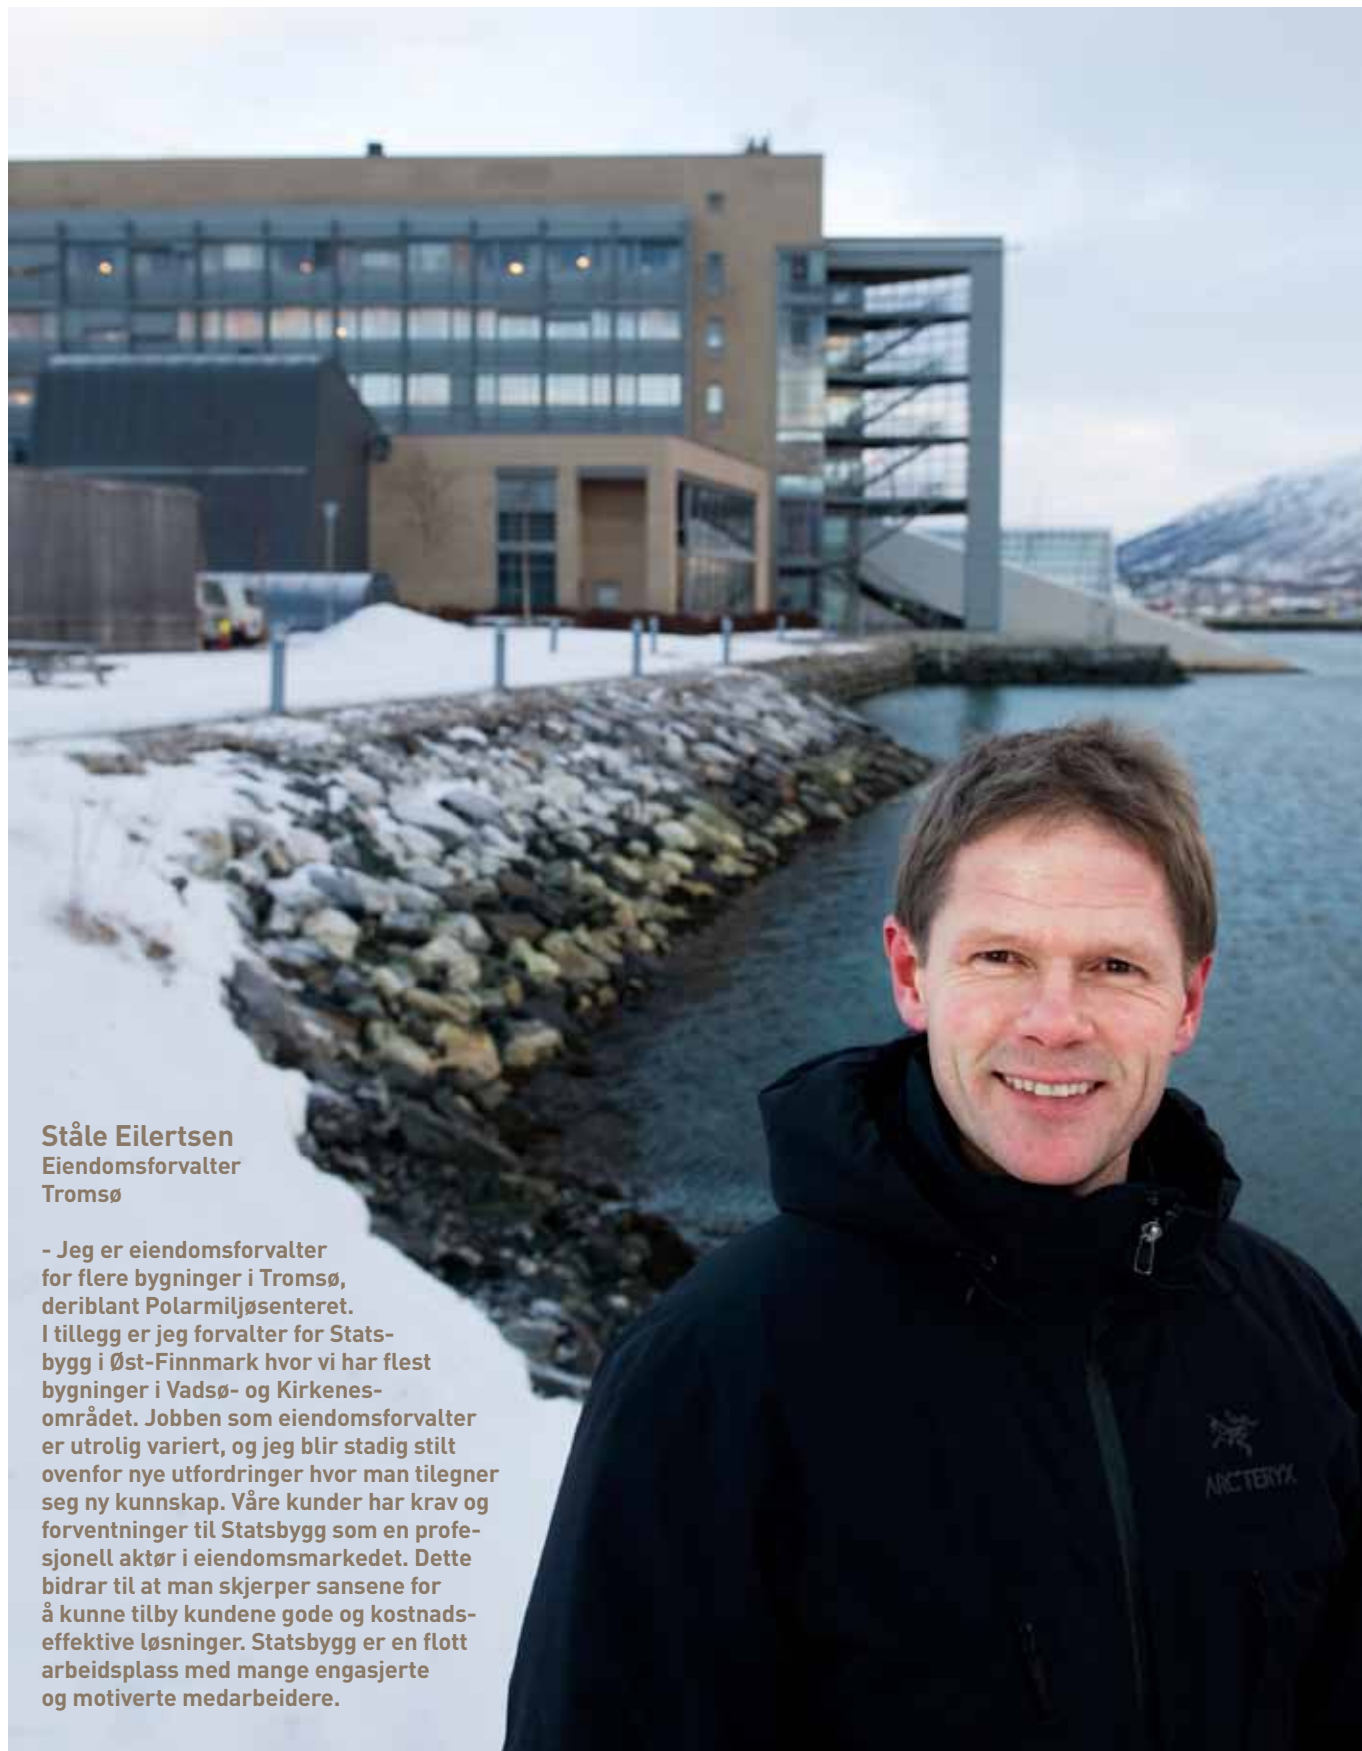 Ståle Eilertsen
Eiendomsforvalter
Tromsø
- Jeg er eiendomsforvalter
for flere bygninger i Tromsø,
deriblant Polarmiljøsenteret.
I tillegg er jeg forvalter for Stats-
bygg i Øst-Finnmark hvor vi har flest
bygninger i Vadsø- og Kirkenes-
området. Jobben som eiendomsforvalter
er utrolig variert, og jeg blir stadig stilt
ovenfor nye utfordringer hvor man tilegner
seg ny kunnskap. Våre kunder har krav og
forventninger til Statsbygg som en profe-
sjonell aktør i eiendomsmarkedet. Dette
bidrar til at man skjerper sansene for
å kunne tilby kundene gode og kostnads-
effektive løsninger. Statsbygg er en flott
arbeidsplass med mange engasjerte
og motiverte medarbeidere.
ARC'TERYX